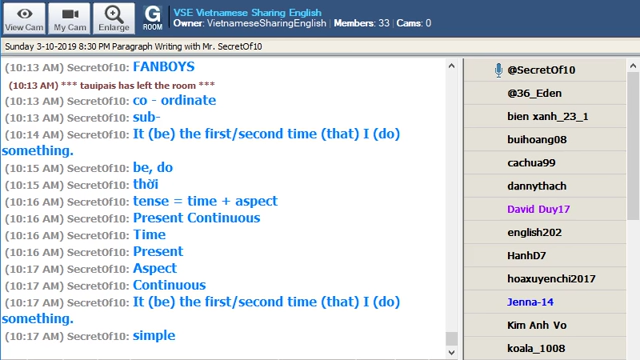 View Cam
My Cam
Enlarge
G
ROOM
VSE Vietnamese Sharing English
Owner: VietnameseSharingEnglish | Members: 33 | Cams: 0
Sunday 3-10-2019 8:30 PM Paragraph Writing with Mr. SecretOf10
(10:13 AM) SecretOf10: FANBOYS
(10:13 AM) *** tauipais has left the room ***
(10:13 AM) SecretOf10: co - ordinate
(10:13 AM) SecretOf10: sub-
(10:14 AM) SecretOf10: It (be) the first/second time (that) I (do)
something.
(10:15 AM) SecretOf10: be, do
(10:15 AM) SecretOf10: thời
(10:16 AM) SecretOf10: tense = time + aspect
(10:16 AM) SecretOf10: Present Continuous
(10:16 AM) SecretOf10: Time
(10:16 AM) SecretOf10: Present
(10:17 AM) SecretOf10: Aspect
(10:17 AM) SecretOf10: Continuous
(10:17 AM) SecretOf10: It (be) the first/second time (that) I (do)
something.
(10:17 AM) SecretOf10: simple
@SecretOf10
@36_Eden
bien xanh_23_1
buihoang08
cachua99
dannythach
David Duy17
english202
HanhD7
hoaxuyenchi2017
Jenna-14
Kim Anh Vo
koala_1008